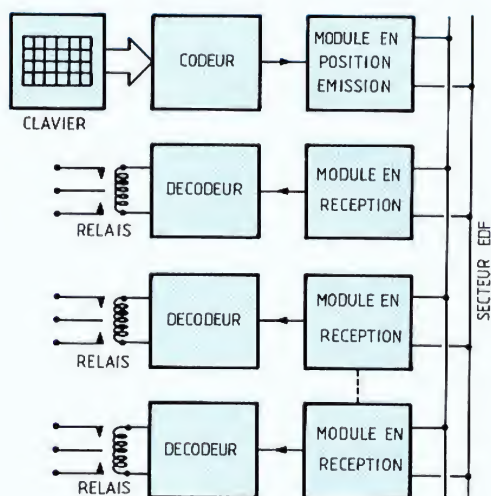 MODULE EN
POSITION
EMISSION
CODEUR
CLAVIER
DECODEUR
MODULE EN
RECEPTION
RELAIS
SECTEUR EDF
DECODEUR
MODULE EN
RECEPTION
RELAIS
DECODEUR
MODULE EN
RECEPTION
RELAIS